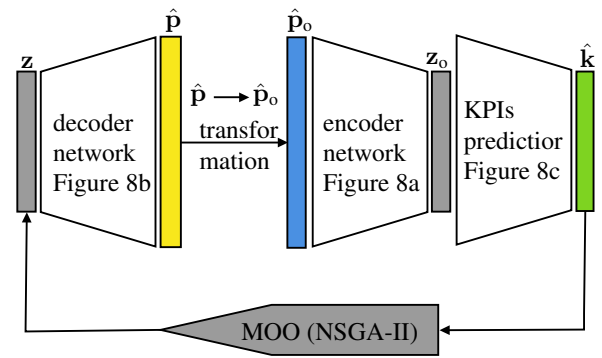 z
p̂
decoder
network
Figure 8b
p̂ → p̂ₒ
transfor
mation
p̂ₒ
encoder
network
Figure 8a
zₒ
KPIs
predictior
Figure 8c
k̂
MOO (NSGA-II)